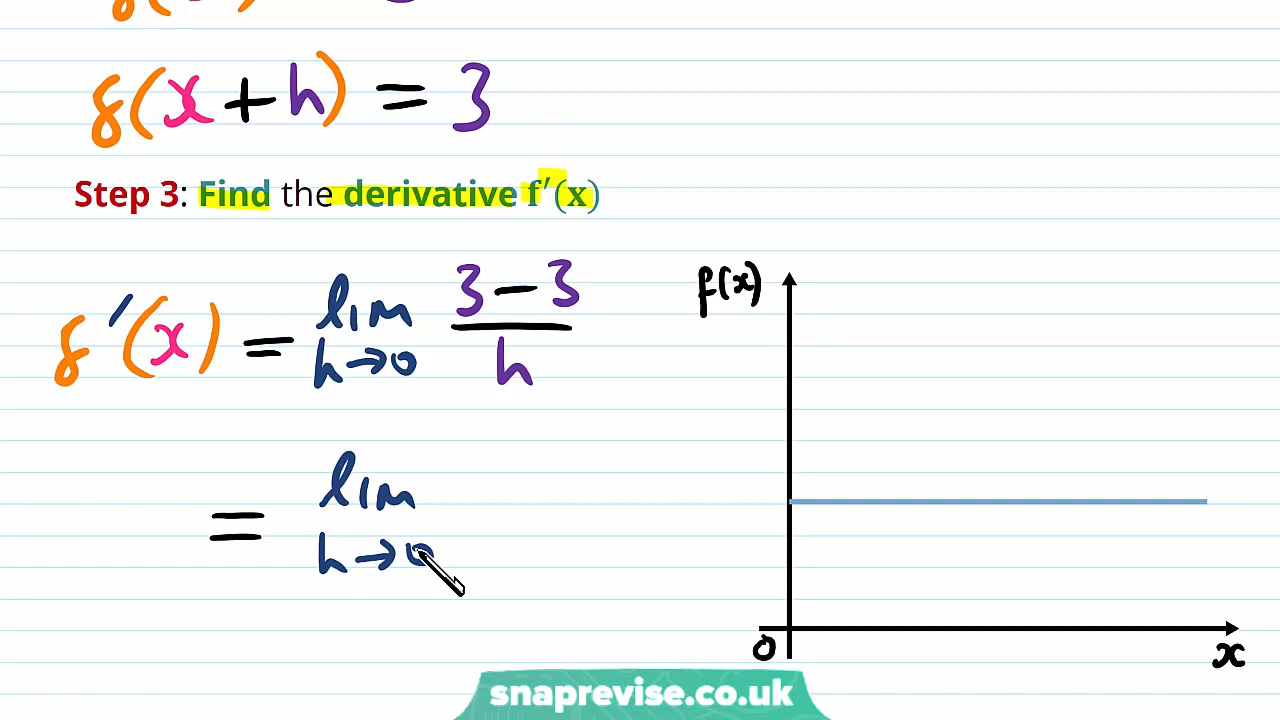 f(x+h) = 3
Step 3: Find the derivative f′(x)
f′(x) = lim h→0 3 − 3 / h
= lim h→0
f(x)
0
x
snaprevise.co.uk